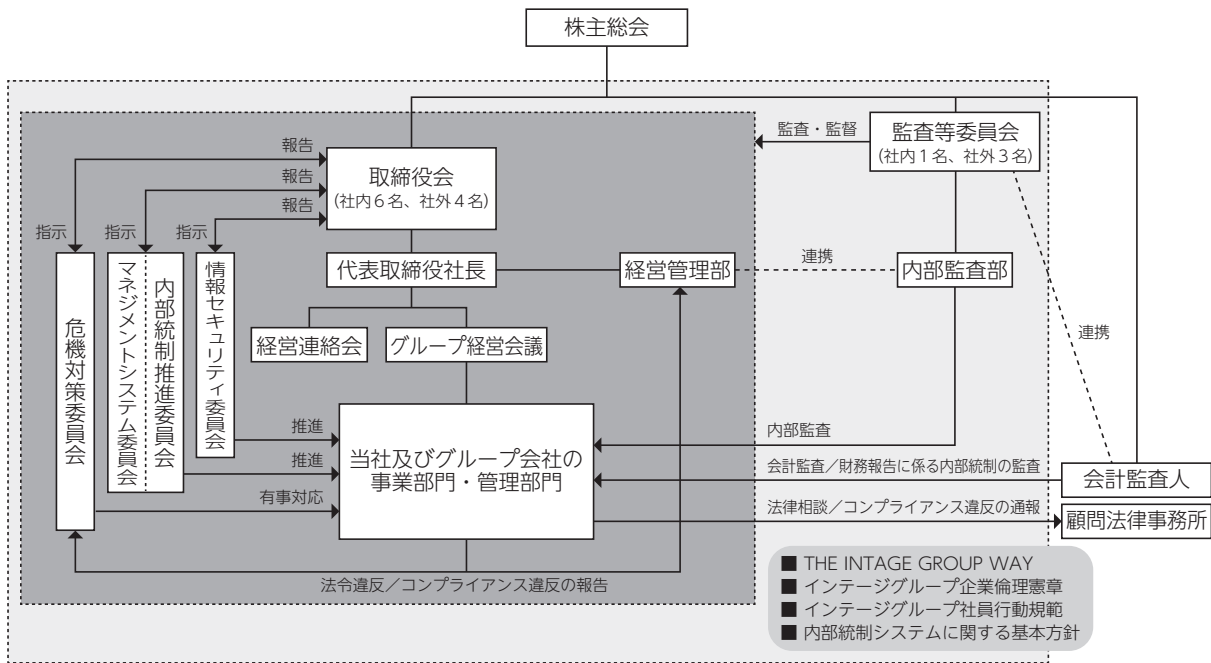 株主総会
監査・監督
監査等委員会
(社内1名、社外3名)
報告
取締役会
(社内6名、社外4名)
報告
報告
指示
指示
指示
代表取締役社長
経営管理部
連携
内部監査部
危機対策委員会
マネジメントシステム委員会
内部統制推進委員会
情報セキュリティ委員会
経営連絡会
グループ経営会議
連携
当社及びグループ会社の
事業部門・管理部門
推進
推進
有事対応
内部監査
会計監査/財務報告に係る内部統制の監査
会計監査人
法律相談/コンプライアンス違反の通報
顧問法律事務所
法令違反/コンプライアンス違反の報告
■ THE INTAGE GROUP WAY
■ インテージグループ企業倫理憲章
■ インテージグループ社員行動規範
■ 内部統制システムに関する基本方針